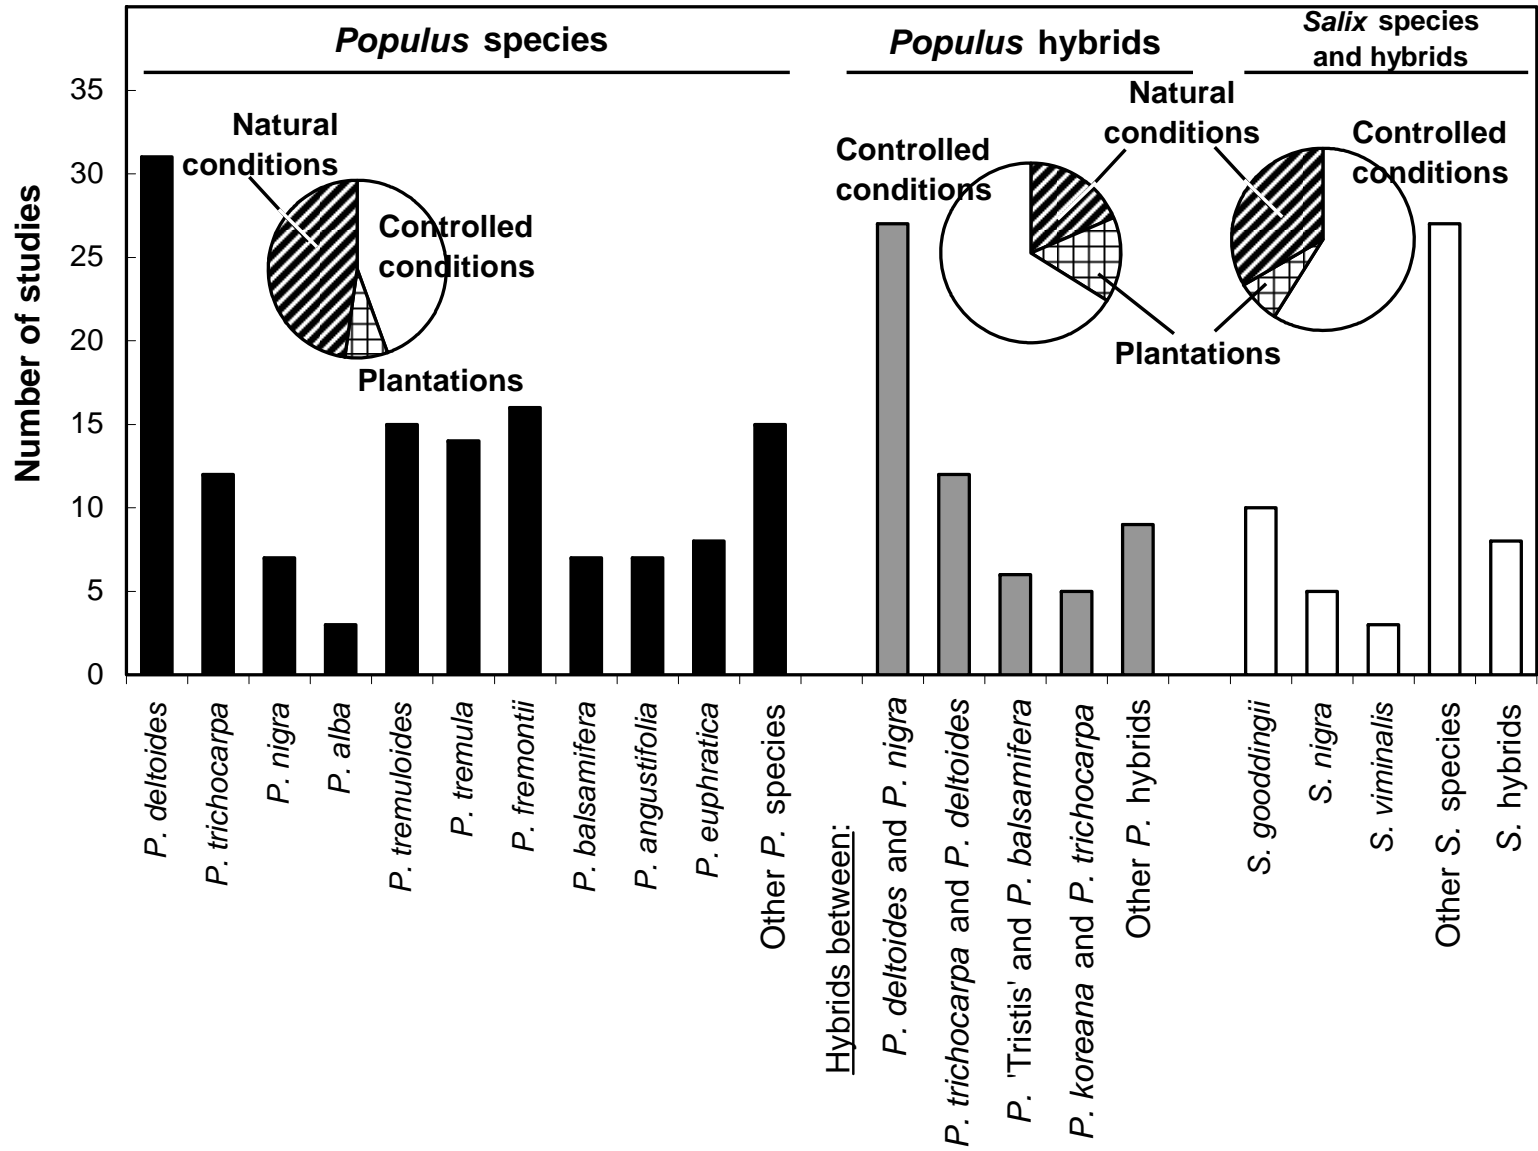 Populus species
Populus hybrids
Salix species
and hybrids
Number of studies
35
30
25
20
15
10
5
0
Natural
conditions
Controlled
conditions
Plantations
Controlled
conditions
Natural
conditions
Plantations
Controlled
conditions
P. deltoides
P. trichocarpa
P. nigra
P. alba
P. tremuloides
P. tremula
P. fremontii
P. balsamifera
P. angustifolia
P. euphratica
Other P. species
Hybrids between:
P. deltoides and P. nigra
P. trichocarpa and P. deltoides
P. 'Tristis' and P. balsamifera
P. koreana and P. trichocarpa
Other P. hybrids
S. gooddingii
S. nigra
S. viminalis
Other S. species
S. hybrids